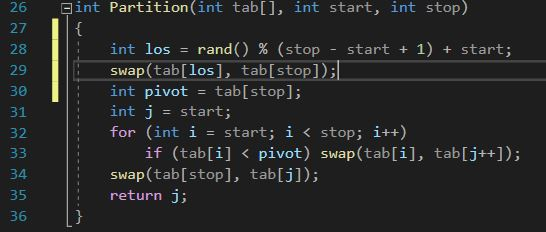 26 int Partition(int tab[], int start, int stop)
27 {
28 int los = rand() % (stop - start + 1) + start;
29 swap(tab[los], tab[stop]);
30 int pivot = tab[stop];
31 int j = start;
32 for (int i = start; i < stop; i++)
33 if (tab[i] < pivot) swap(tab[i], tab[j++]);
34 swap(tab[stop], tab[j]);
35 return j;
36 }